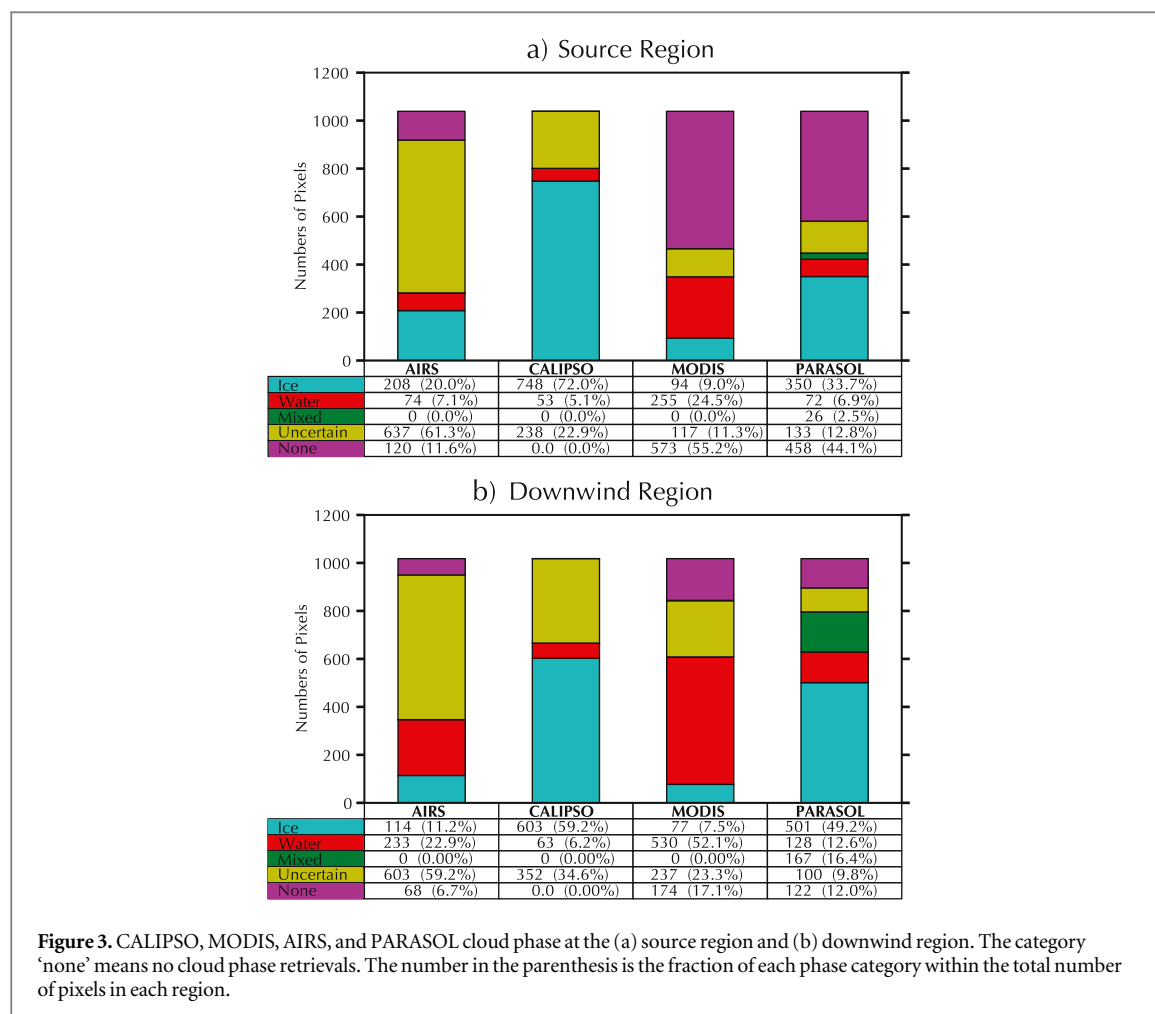 a) Source Region
1200
1000
800
600
400
200
0
Numbers of Pixels
AIRS CALIPSO MODIS PARASOL
Ice 208 (20.0%) 748 (72.0%) 94 (9.0%) 350 (33.7%)
Water 74 (7.1%) 53 (5.1%) 255 (24.5%) 72 (6.9%)
Mixed 0 (0.0%) 0 (0.0%) 0 (0.0%) 26 (2.5%)
Uncertain 637 (61.3%) 238 (22.9%) 117 (11.3%) 133 (12.8%)
None 120 (11.6%) 0.0 (0.0%) 573 (55.2%) 458 (44.1%)
b) Downwind Region
1200
1000
800
600
400
200
0
Numbers of Pixels
AIRS CALIPSO MODIS PARASOL
Ice 114 (11.2%) 603 (59.2%) 77 (7.5%) 501 (49.2%)
Water 233 (22.9%) 63 (6.2%) 530 (52.1%) 128 (12.6%)
Mixed 0 (0.00%) 0 (0.00%) 0 (0.00%) 167 (16.4%)
Uncertain 603 (59.2%) 352 (34.6%) 237 (23.3%) 100 (9.8%)
None 68 (6.7%) 0.0 (0.00%) 174 (17.1%) 122 (12.0%)
Figure 3. CALIPSO, MODIS, AIRS, and PARASOL cloud phase at the (a) source region and (b) downwind region. The category
‘none’ means no cloud phase retrievals. The number in the parenthesis is the fraction of each phase category within the total number
of pixels in each region.